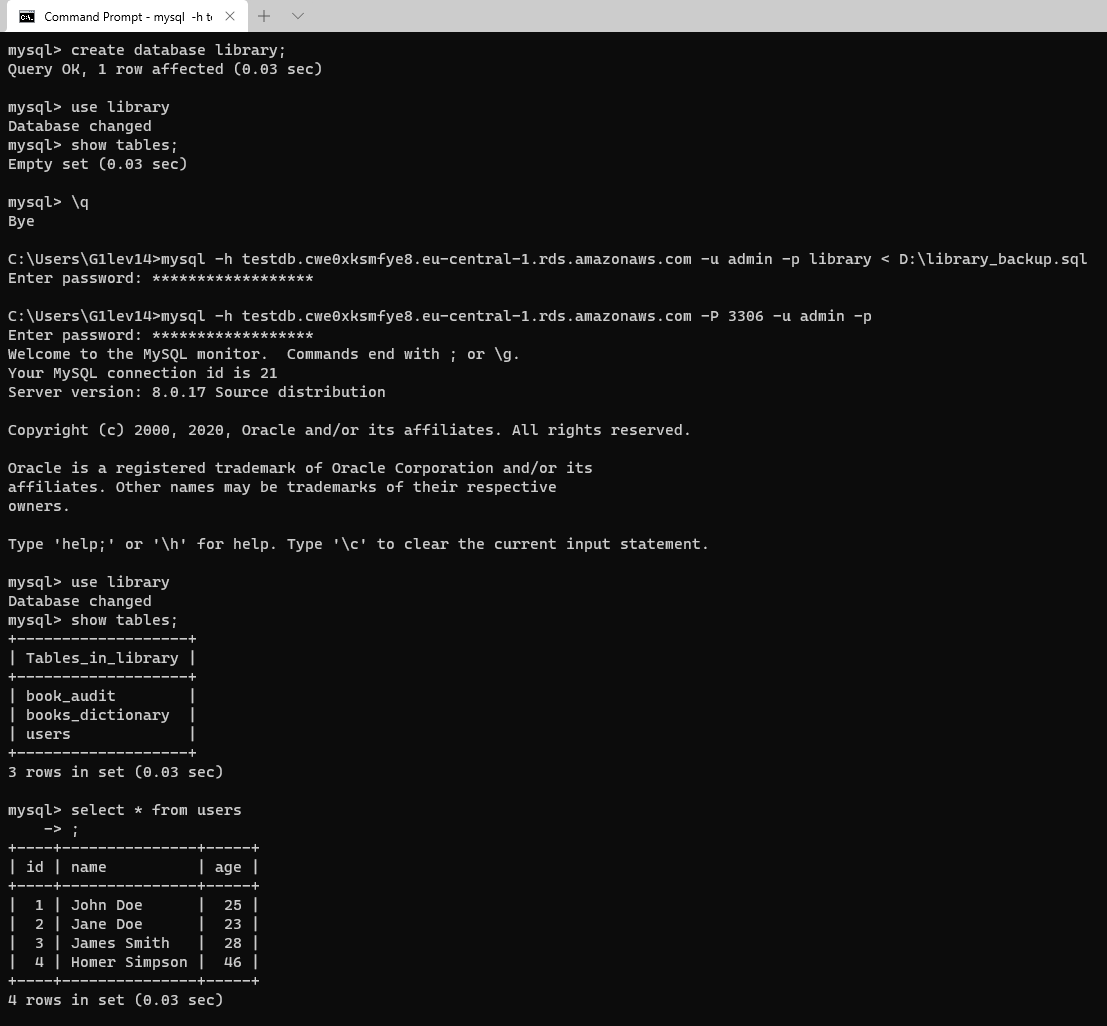 Command Prompt - mysql -h t
mysql> create database library;
Query OK, 1 row affected (0.03 sec)
mysql> use library
Database changed
mysql> show tables;
Empty set (0.03 sec)
mysql> \q
Bye
C:\Users\G1lev14>mysql -h testdb.cwe0xksmfye8.eu-central-1.rds.amazonaws.com -u admin -p library < D:\library_backup.sql
Enter password: ******************
C:\Users\G1lev14>mysql -h testdb.cwe0xksmfye8.eu-central-1.rds.amazonaws.com -P 3306 -u admin -p
Enter password: ******************
Welcome to the MySQL monitor.  Commands end with ; or \g.
Your MySQL connection id is 21
Server version: 8.0.17 Source distribution
Copyright (c) 2000, 2020, Oracle and/or its affiliates. All rights reserved.
Oracle is a registered trademark of Oracle Corporation and/or its
affiliates. Other names may be trademarks of their respective
owners.
Type 'help;' or '\h' for help. Type '\c' to clear the current input statement.
mysql> use library
Database changed
mysql> show tables;
+-------------------+
| Tables_in_library |
+-------------------+
| book_audit        |
| books_dictionary  |
| users             |
+-------------------+
3 rows in set (0.03 sec)
mysql> select * from users
    -> ;
+----+---------------+-----+
| id | name          | age |
+----+---------------+-----+
|  1 | John Doe      |  25 |
|  2 | Jane Doe      |  23 |
|  3 | James Smith   |  28 |
|  4 | Homer Simpson |  46 |
+----+---------------+-----+
4 rows in set (0.03 sec)